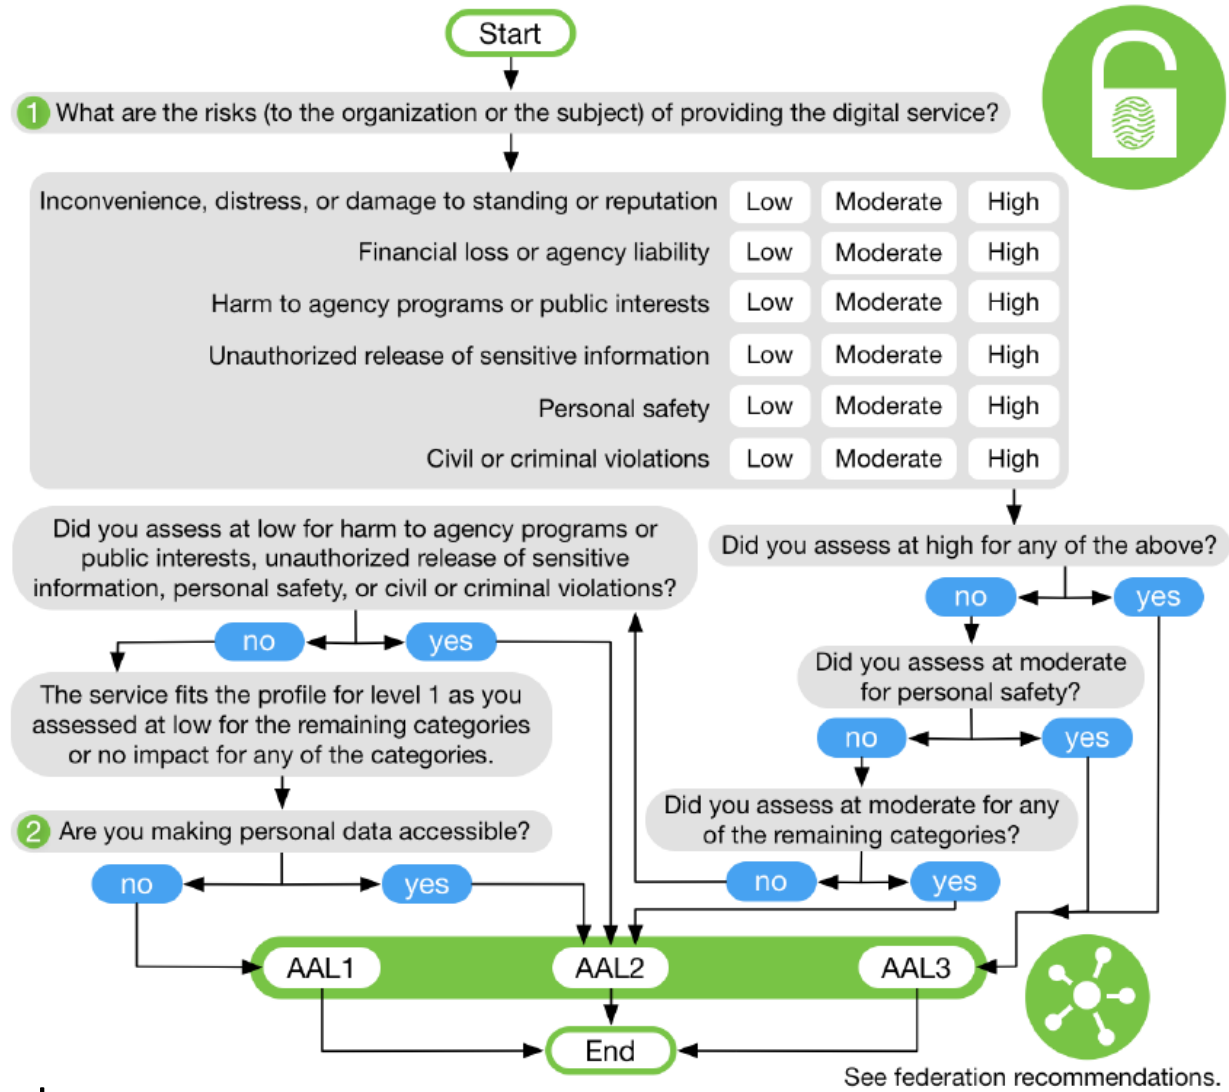 Start
1 What are the risks (to the organization or the subject) of providing the digital service?
Inconvenience, distress, or damage to standing or reputation Low Moderate High
Financial loss or agency liability Low Moderate High
Harm to agency programs or public interests Low Moderate High
Unauthorized release of sensitive information Low Moderate High
Personal safety Low Moderate High
Civil or criminal violations Low Moderate High
Did you assess at high for any of the above?
no yes
Did you assess at moderate
for personal safety?
no yes
Did you assess at moderate for any
of the remaining categories?
no yes
Did you assess at low for harm to agency programs or
public interests, unauthorized release of sensitive
information, personal safety, or civil or criminal violations?
no yes
The service fits the profile for level 1 as you
assessed at low for the remaining categories
or no impact for any of the categories.
2 Are you making personal data accessible?
no yes
AAL1 AAL2 AAL3
End
See federation recommendations.